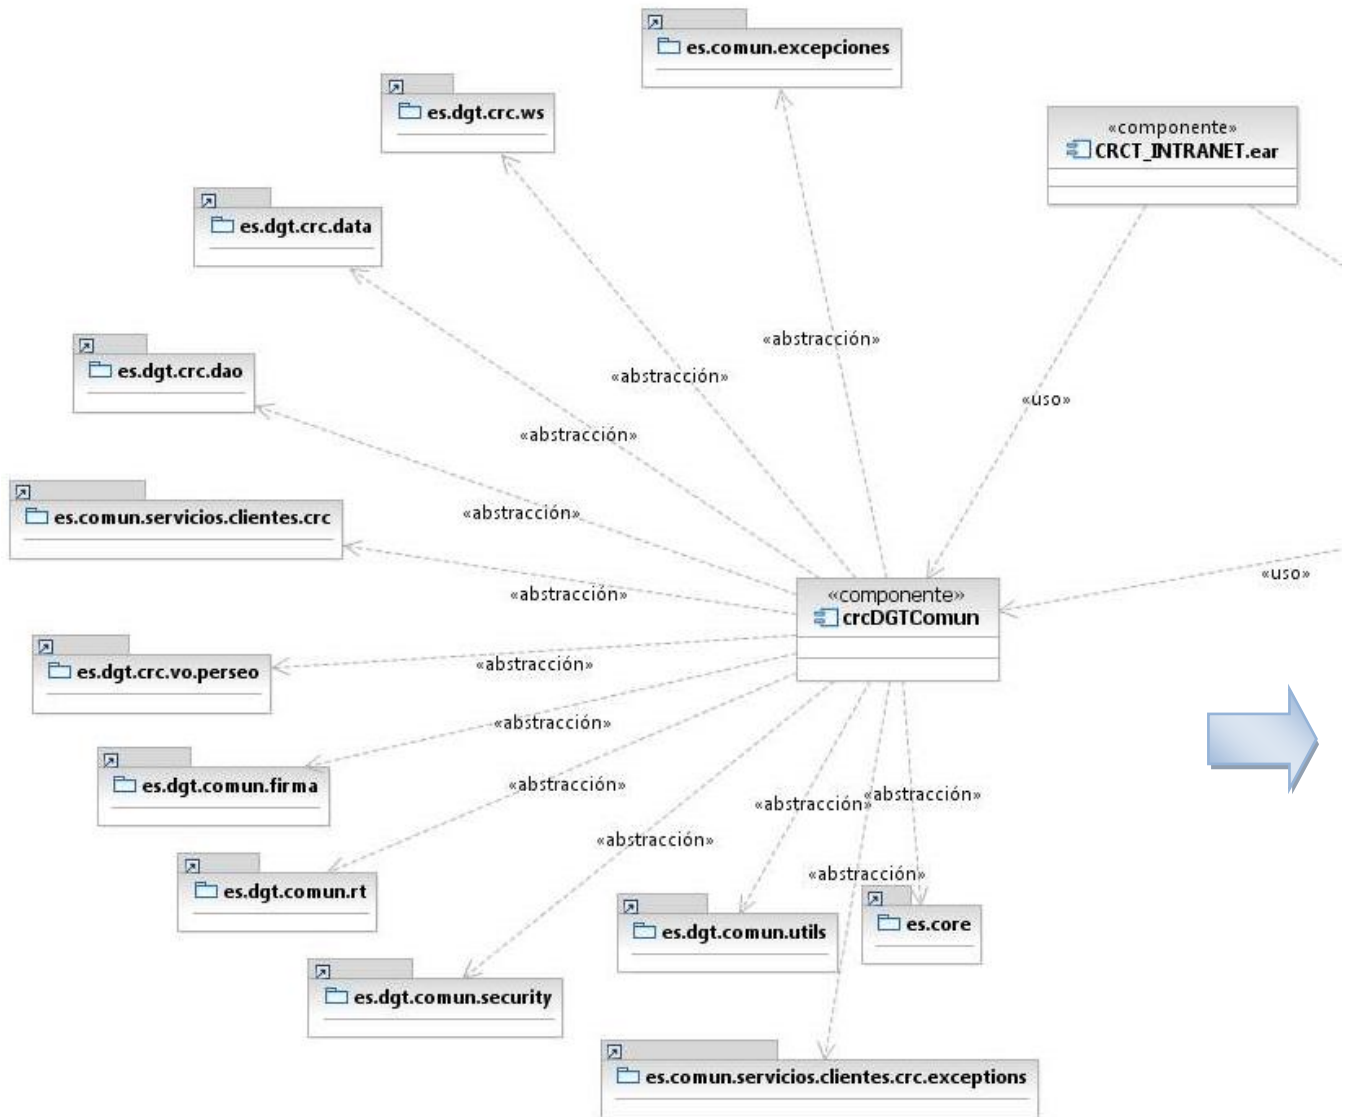 es.comun.excepciones
es.dgt.crc.ws
«componente»
CRCT_INTRANET.ear
es.dgt.crc.data
«abstracción»
es.dgt.crc.dao
«abstracción»
«uso»
«abstracción»
es.comun.servicios.clientes.crc
«abstracción»
«uso»
«abstracción»
«componente»
crcDGTComun
es.dgt.crc.vo.perseo
«abstracción»
«abstracción»
es.dgt.comun.firma
«abstracción»
«abstracción»
«abstracción»
«abstracción»
«abstracción»
es.dgt.comun.rt
es.dgt.comun.utils
es.core
es.dgt.comun.security
es.comun.servicios.clientes.crc.exceptions